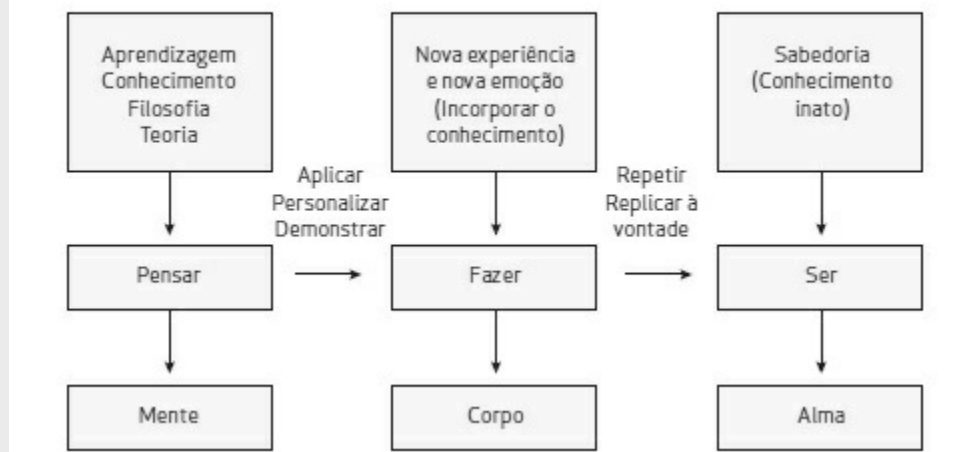 Aprendizagem
Conhecimento
Filosofia
Teoria
Nova experiência
e nova emoção
(Incorporar o
conhecimento)
Sabedoria
(Conhecimento
inato)
Aplicar
Personalizar
Demonstrar
Repetir
Replicar à
vontade
Pensar
Fazer
Ser
Mente
Corpo
Alma